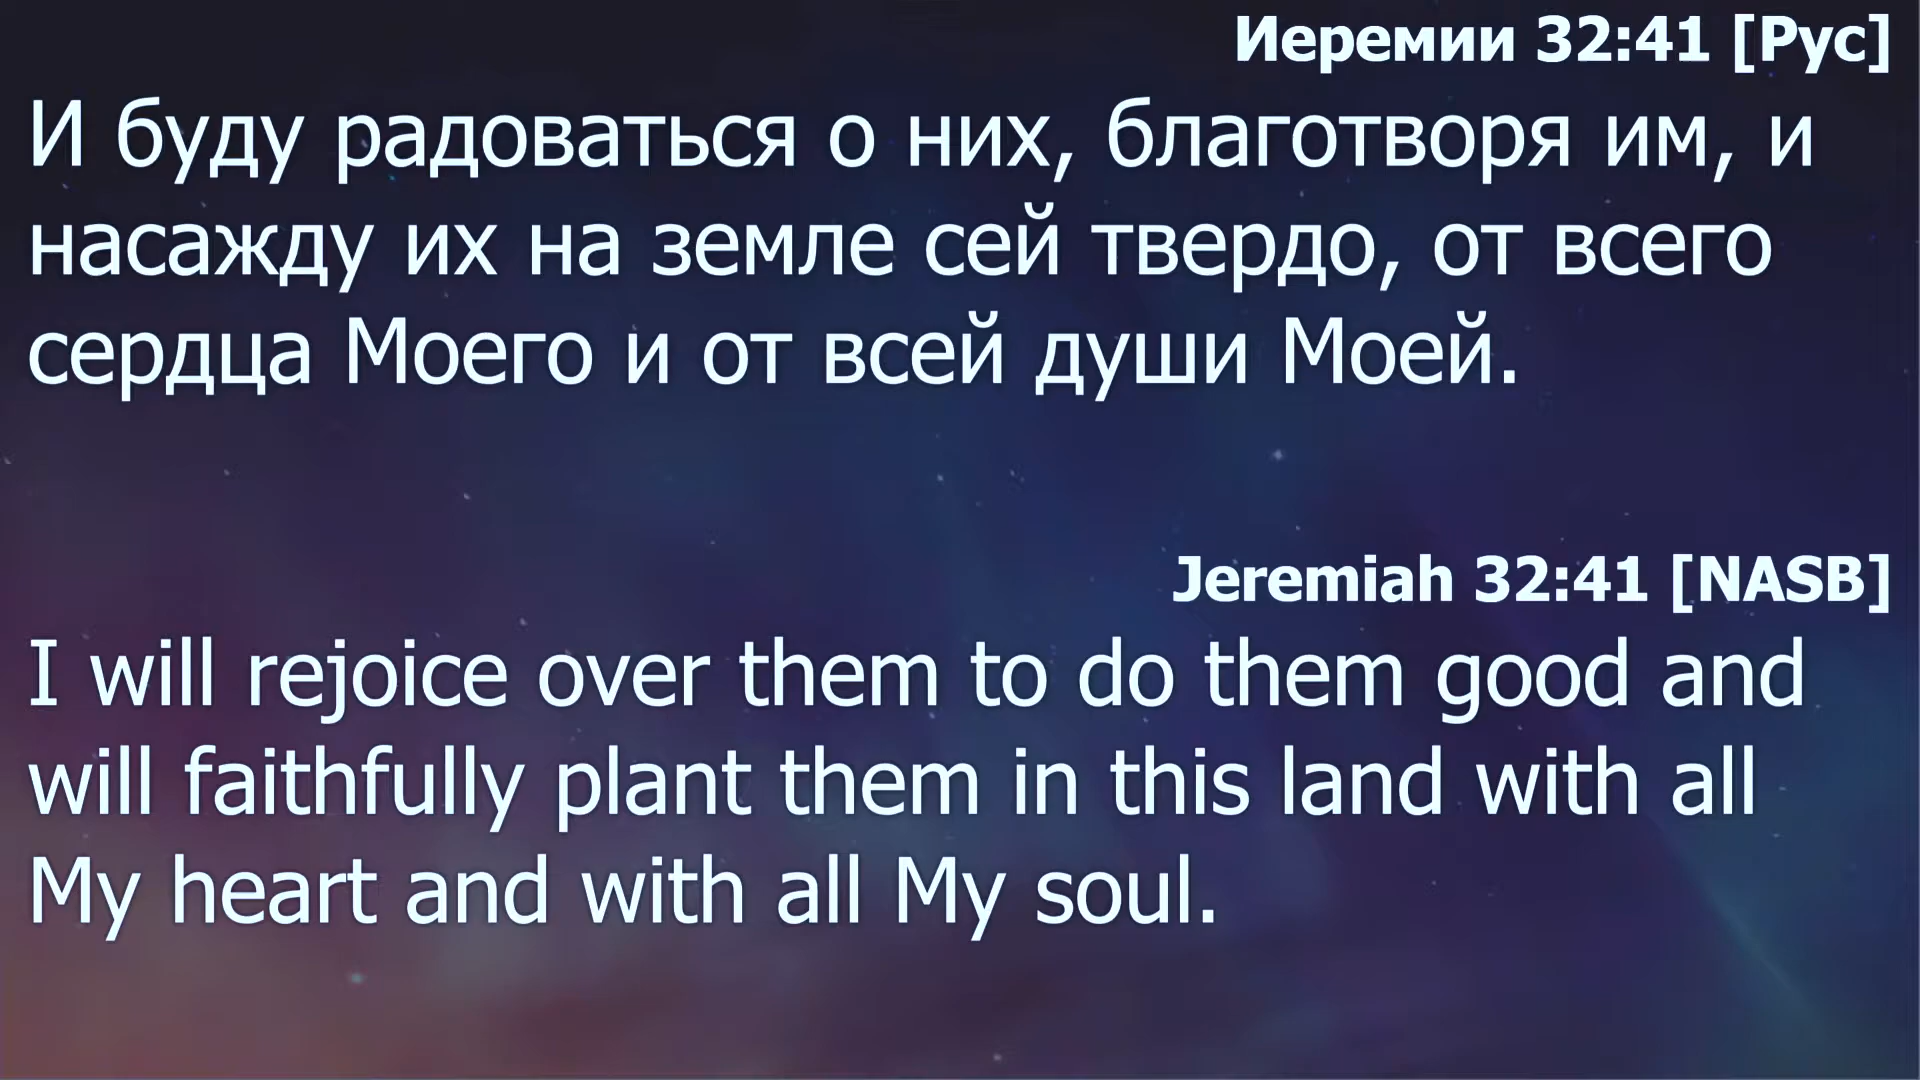 Иеремии 32:41 [Рус]
И буду радоваться о них, благотворя им, и
насажду их на земле сей твердо, от всего
сердца Моего и от всей души Моей.
Jeremiah 32:41 [NASB]
I will rejoice over them to do them good and
will faithfully plant them in this land with all
My heart and with all My soul.